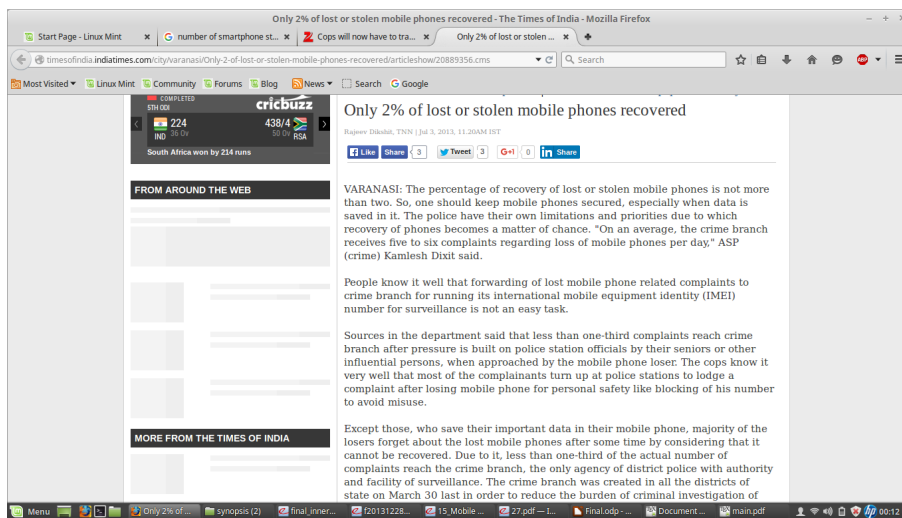 Only 2% of lost or stolen mobile phones recovered - The Times of India - Mozilla Firefox
Start Page - Linux Mint
number of smartphone st...
Cops will now have to tra...
Only 2% of lost or stolen ...
timesofindia.indiatimes.com/city/varanasi/Only-2-of-lost-or-stolen-mobile-phones-recovered/articleshow/20889356.cms
Search
Most Visited
Linux Mint
Community
Forums
Blog
News
Search
Google
COMPLETED
5TH ODI
cricbuzz
224
438/4
IND 36 Ov
50 Ov RSA
South Africa won by 214 runs
FROM AROUND THE WEB
MORE FROM THE TIMES OF INDIA
Only 2% of lost or stolen mobile phones recovered
Rajeev Dikshit, TNN | Jul 3, 2013, 11.20AM IST
Like Share 3 Tweet 3 G+1 0 in Share
VARANASI: The percentage of recovery of lost or stolen mobile phones is not more
than two. So, one should keep mobile phones secured, especially when data is
saved in it. The police have their own limitations and priorities due to which
recovery of phones becomes a matter of chance. "On an average, the crime branch
receives five to six complaints regarding loss of mobile phones per day," ASP
(crime) Kamlesh Dixit said.
People know it well that forwarding of lost mobile phone related complaints to
crime branch for running its international mobile equipment identity (IMEI)
number for surveillance is not an easy task.
Sources in the department said that less than one-third complaints reach crime
branch after pressure is built on police station officials by their seniors or other
influential persons, when approached by the mobile phone loser. The cops know it
very well that most of the complainants turn up at police stations to lodge a
complaint after losing mobile phone for personal safety like blocking of his number
to avoid misuse.
Except those, who save their important data in their mobile phone, majority of the
losers forget about the lost mobile phones after some time by considering that it
cannot be recovered. Due to it, less than one-third of the actual number of
complaints reach the crime branch, the only agency of district police with authority
and facility of surveillance. The crime branch was created in all the districts of
state on March 30 last in order to reduce the burden of criminal investigation of
Menu
Only 2% of ...
synopsis (2)
final_inner...
f20131228...
15_Mobile ...
27.pdf — I...
Final.odp - ...
Document ...
main.pdf
00:12